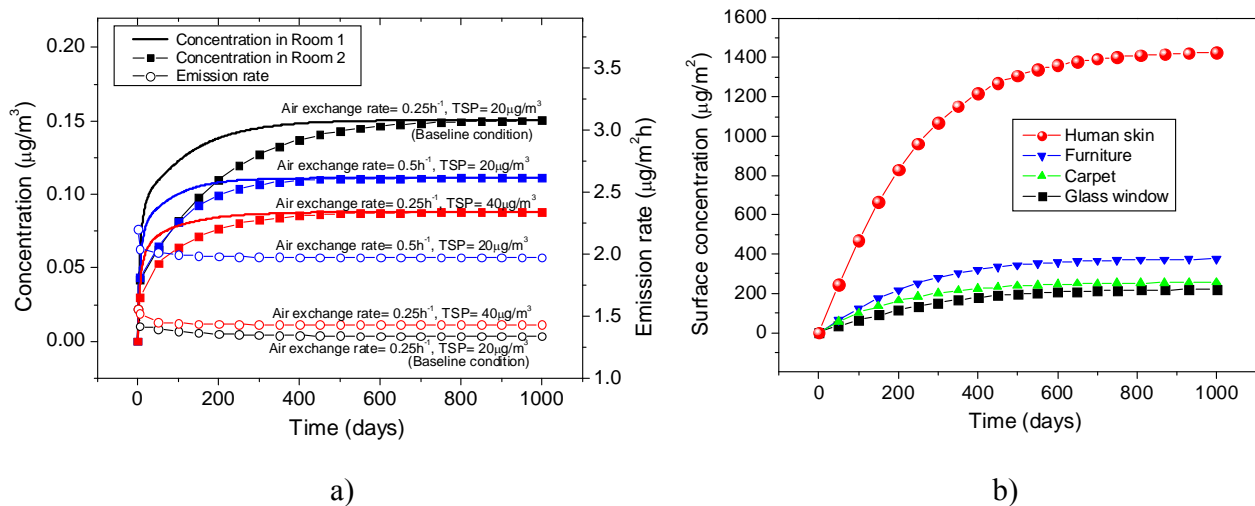 Concentration in Room 1
Concentration in Room 2
Emission rate
Air exchange rate= 0.25h⁻¹, TSP= 20μg/m³
(Baseline condition)
Air exchange rate= 0.5h⁻¹, TSP= 20μg/m³
Air exchange rate= 0.25h⁻¹, TSP= 40μg/m³
Air exchange rate= 0.5h⁻¹, TSP= 20μg/m³
Air exchange rate= 0.25h⁻¹, TSP= 40μg/m³
Air exchange rate= 0.25h⁻¹, TSP= 20μg/m³
(Baseline condition)
0.20
0.15
0.10
0.05
0.00
Concentration (μg/m³)
3.5
3.0
2.5
2.0
1.5
1.0
Emission rate (μg/m²h)
0 200 400 600 800 1000
Time (days)
a)
1600
1400
1200
1000
800
600
400
200
0
Surface concentration (μg/m²)
Human skin
Furniture
Carpet
Glass window
0 200 400 600 800 1000
Time (days)
b)